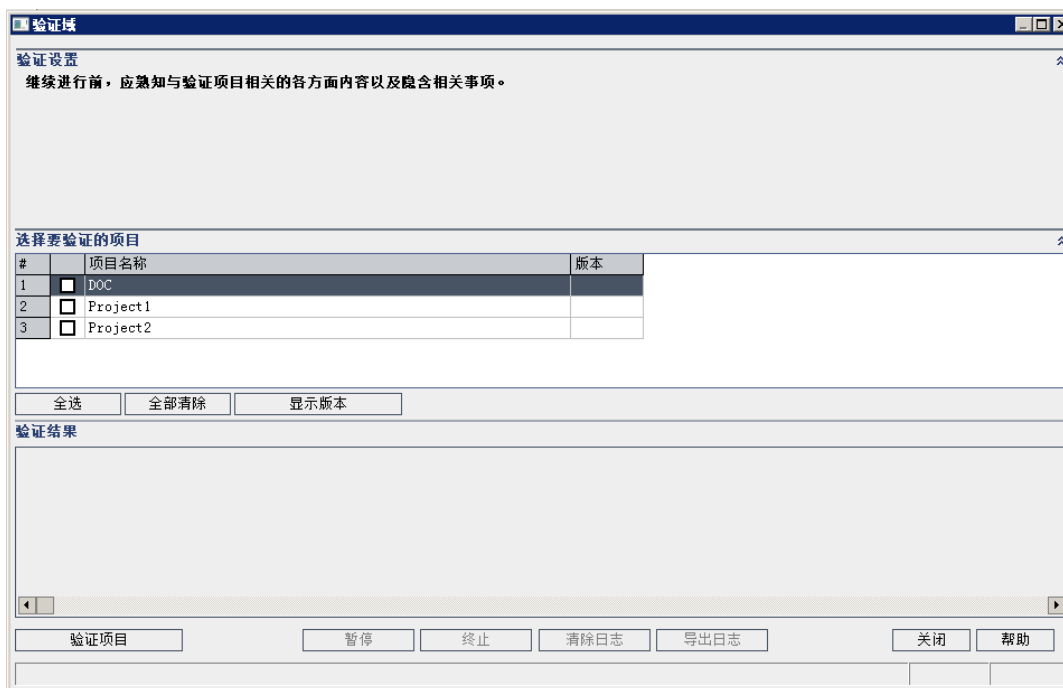 验证域
验证设置
继续进行前，应熟知与验证项目相关的各方面内容以及隐含相关事项。
选择要验证的项目
# 项目名称 版本
1 DOC
2 Project1
3 Project2
全选 全部清除 显示版本
验证结果
验证项目 暂停 终止 清除日志 导出日志 关闭 帮助